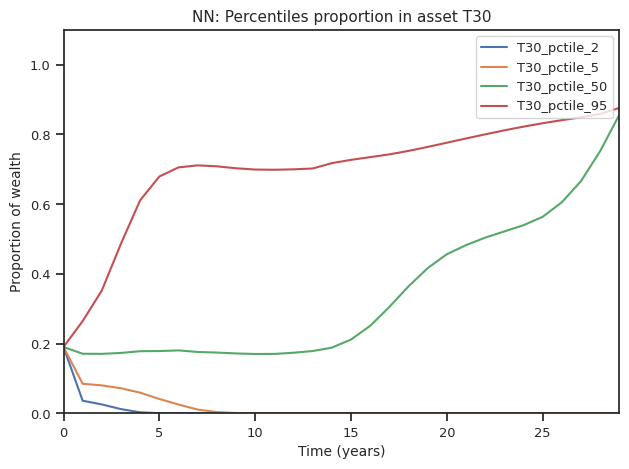 NN: Percentiles proportion in asset T30
T30_pctile_2
T30_pctile_5
T30_pctile_50
T30_pctile_95
Proportion of wealth
1.0
0.8
0.6
0.4
0.2
0.0
0 5 10 15 20 25
Time (years)